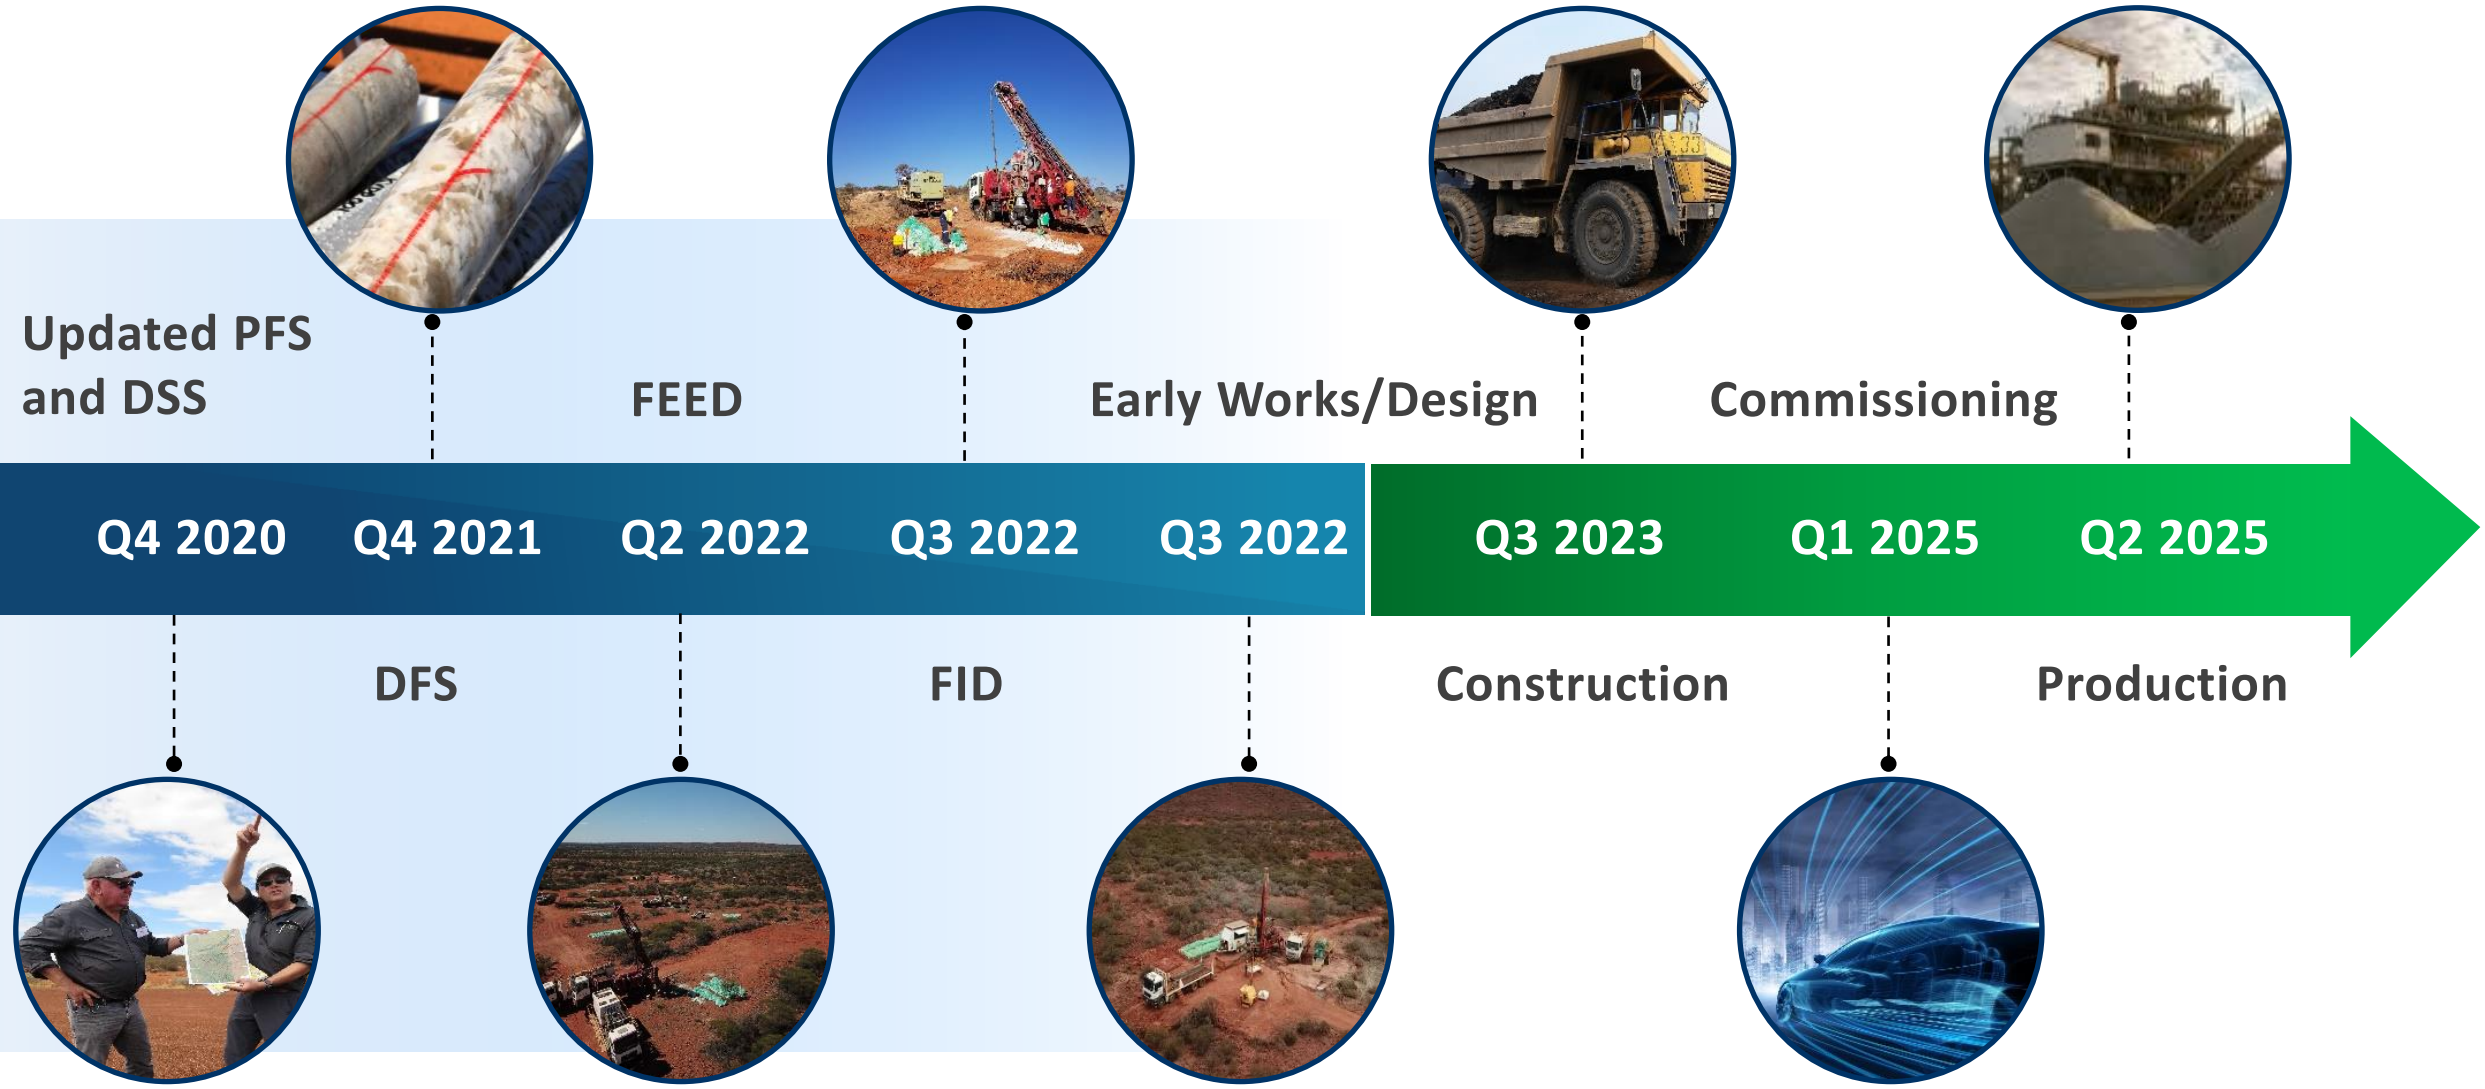 Updated PFS
and DSS
FEED
Early Works/Design
Commissioning
Q4 2020
Q4 2021
Q2 2022
Q3 2022
Q3 2022
Q3 2023
Q1 2025
Q2 2025
DFS
FID
Construction
Production